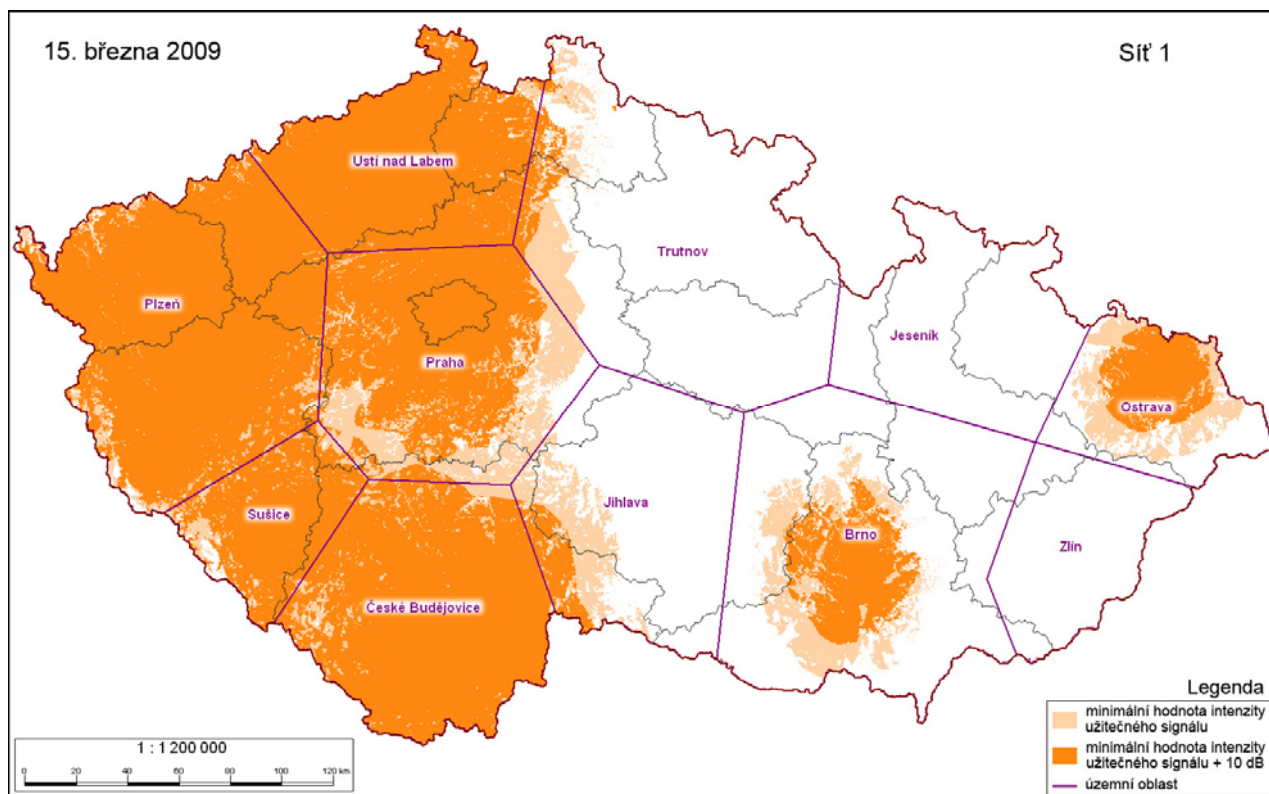 15. března 2009
Síť 1
Ustí nad Labem
Trutnov
Plzeň
Jeseník
Praha
Ostrava
Sušice
Jihlava
Brno
Zlín
České Budějovice
Legenda
minimální hodnota intenzity
užitečného signálu
minimální hodnota intenzity
užitečného signálu + 10 dB
územní oblast
1 : 1 200 000
0 20 40 60 80 100 120 km